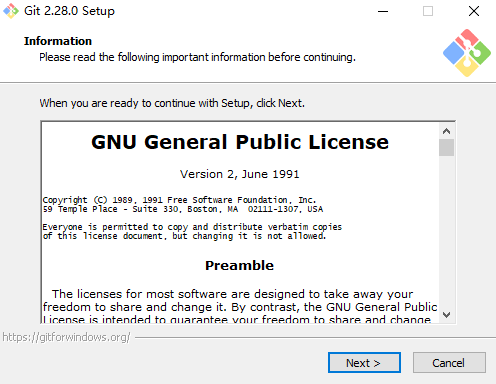 Git 2.28.0 Setup
Information
Please read the following important information before continuing.
When you are ready to continue with Setup, click Next.
GNU General Public License
Version 2, June 1991
Copyright (C) 1989, 1991 Free Software Foundation, Inc.
59 Temple Place - Suite 330, Boston, MA  02111-1307, USA
Everyone is permitted to copy and distribute verbatim copies
of this license document, but changing it is not allowed.
Preamble
The licenses for most software are designed to take away your
freedom to share and change it. By contrast, the GNU General Public
License is intended to guarantee your freedom to share and change
https://gitforwindows.org/
Next >
Cancel